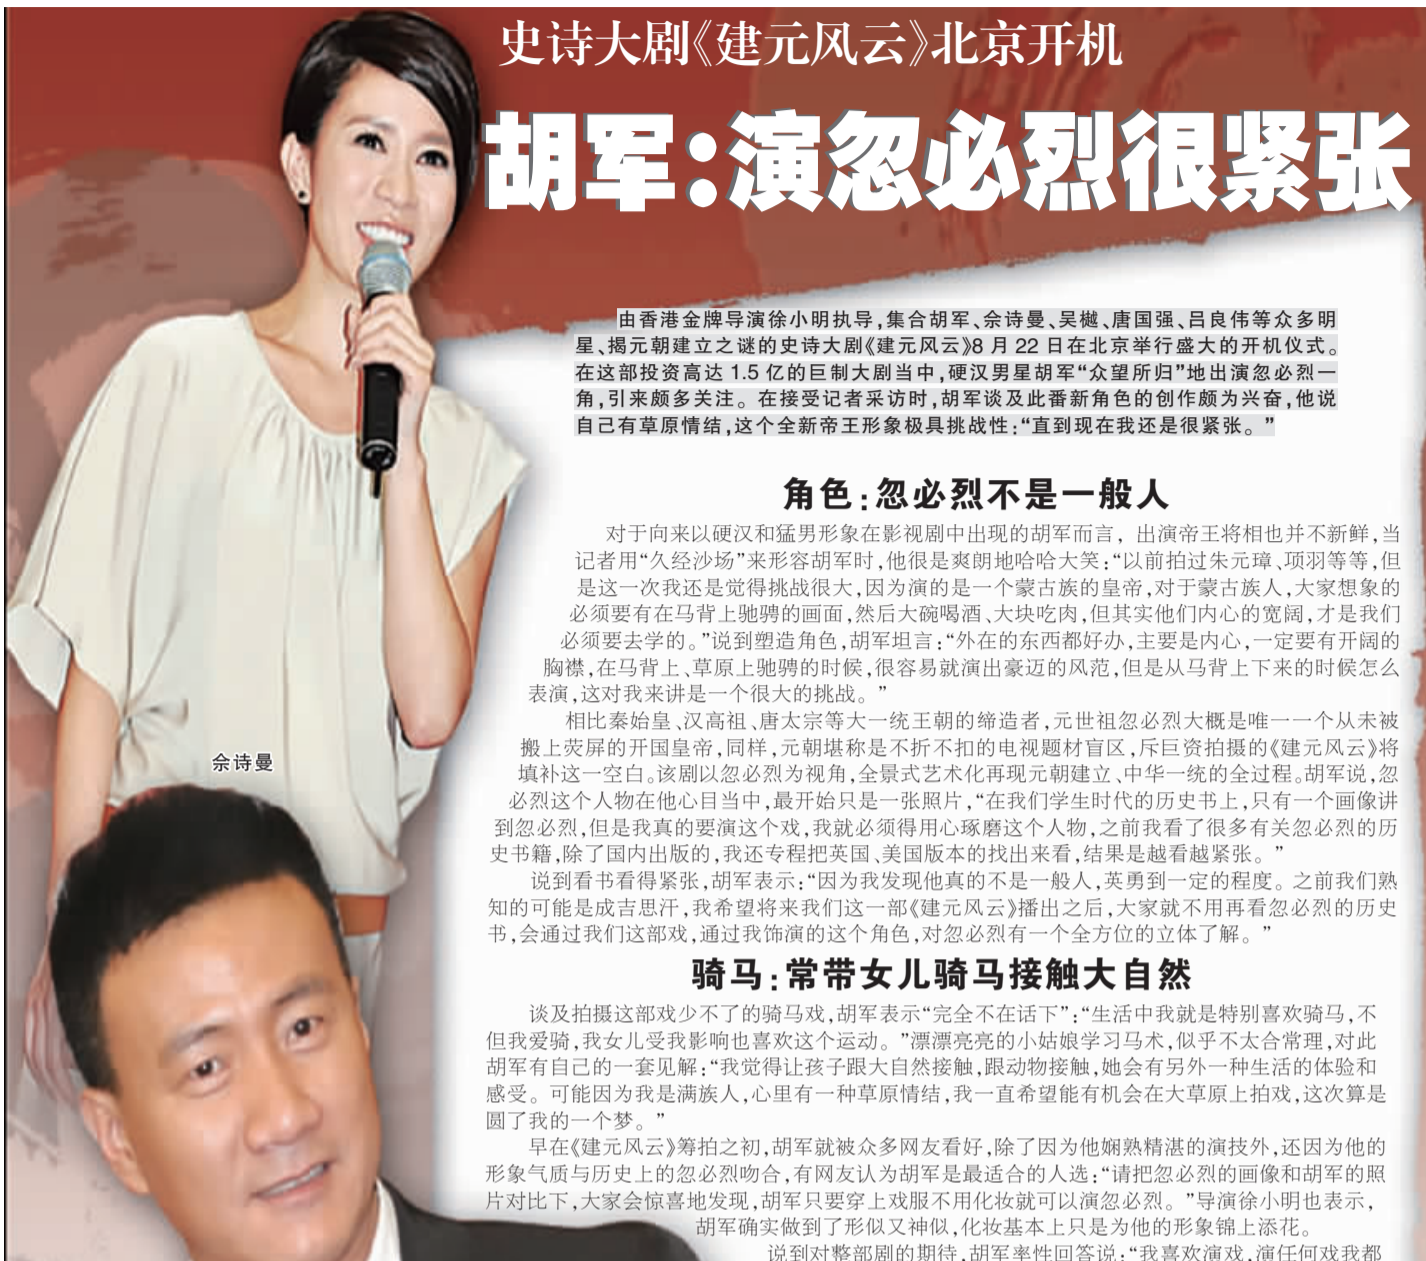 史诗大剧《建元风云》北京开机
胡军：演忽必烈很紧张
由香港金牌导演徐小明执导，集合胡军、佘诗曼、吴樾、唐国强、吕良伟等众多明
星、揭元朝建立之谜的史诗大剧《建元风云》8月22日在北京举行盛大的开机仪式。
在这部投资高达1.5亿的巨制大剧当中，硬汉男星胡军“众望所归”地出演忽必烈一
角，引来颇多关注。在接受记者采访时，胡军谈及此番新角色的创作颇为兴奋，他说
自己有草原情结，这个全新帝王形象极具挑战性：“直到现在我还是很紧张。”
角色：忽必烈不是一般人
对于向来以硬汉和猛男形象在影视剧中出现的胡军而言，出演帝王将相也并不新鲜，当
记者用“久经沙场”来形容胡军时，他很是爽朗地哈哈大笑：“以前拍过朱元璋、项羽等等，但
是这一次我还是觉得挑战很大，因为演的是一个蒙古族的皇帝，对于蒙古族人，大家想象的
必须要有在马背上驰骋的画面，然后大碗喝酒、大块吃肉，但其实他们内心的宽阔，才是我们
必须要去学的。”说到塑造角色，胡军坦言：“外在的东西都好办，主要是内心，一定要有开阔的
胸襟，在马背上、草原上驰骋的时候，很容易就演出豪迈的风范，但是从马背上下来的时候怎么
表演，这对我来讲是一个很大的挑战。”
相比秦始皇、汉高祖、唐太宗等大一统王朝的缔造者，元世祖忽必烈大概是唯一一个从未被
搬上荧屏的开国皇帝，同样，元朝堪称是不折不扣的电视题材盲区，斥巨资拍摄的《建元风云》将
填补这一空白。该剧以忽必烈为视角，全景式艺术化再现元朝建立、中华一统的全过程。胡军说，忽
必烈这个人物在他心目当中，最开始只是一张照片，“在我们学生时代的历史书上，只有一个画像讲
到忽必烈，但是我真的要演这个戏，我就必须得用心琢磨这个人物，之前我看了很多有关忽必烈的历
史书籍，除了国内出版的，我还专程把英国、美国版本的找出来看，结果是越看越紧张。”
说到看书看得紧张，胡军表示：“因为我发现他真的不是一般人，英勇到一定的程度。之前我们熟
知的可能是成吉思汗，我希望将来我们这一部《建元风云》播出之后，大家就不用再看忽必烈的历史
书，会通过我们这部戏，通过我饰演的这个角色，对忽必烈有一个全方位的立体了解。”
骑马：常带女儿骑马接触大自然
谈及拍摄这部戏少不了的骑马戏，胡军表示“完全不在话下”：“生活中我就是特别喜欢骑马，不
但我爱骑，我女儿受我影响也喜欢这个运动。”漂漂亮亮的小姑娘学习马术，似乎不太合常理，对此
胡军有自己的一套见解：“我觉得让孩子跟大自然接触，跟动物接触，她会有另外一种生活的体验和
感受。可能因为我是满族人，心里有一种草原情结，我一直希望能有机会在大草原上拍戏，这次算是
圆了我的一个梦。”
早在《建元风云》筹拍之初，胡军就被众多网友看好，除了因为他娴熟精湛的演技外，还因为他的
形象气质与历史上的忽必烈吻合，有网友认为胡军是最适合的人选：“请把忽必烈的画像和胡军的照
片对比下，大家会惊喜地发现，胡军只要穿上戏服不用化妆就可以演忽必烈。”导演徐小明也表示，
胡军确实做到了形似又神似，化妆基本上只是为他的形象锦上添花。
说到对整部剧的期待，胡军率性回答说：“我喜欢演戏，演任何戏我都
佘诗曼